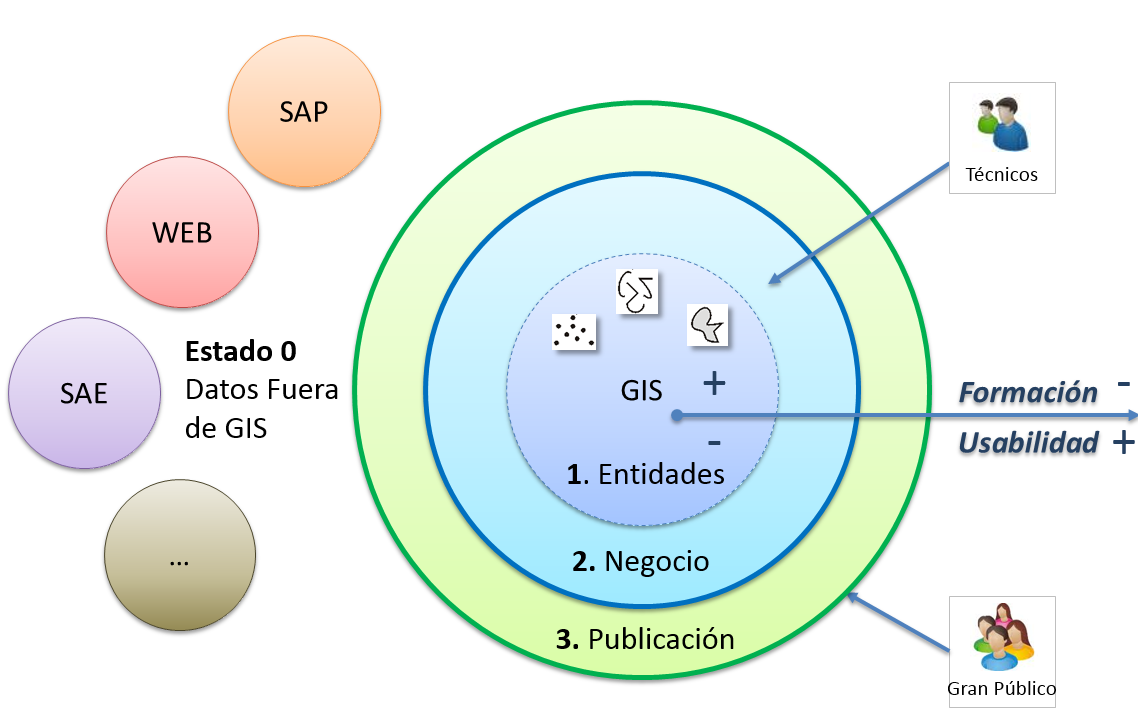 SAP
WEB
SAE
...
Estado 0
Datos Fuera
de GIS
GIS
+
-
1. Entidades
2. Negocio
3. Publicación
Técnicos
Formación -
Usabilidad +
Gran Público